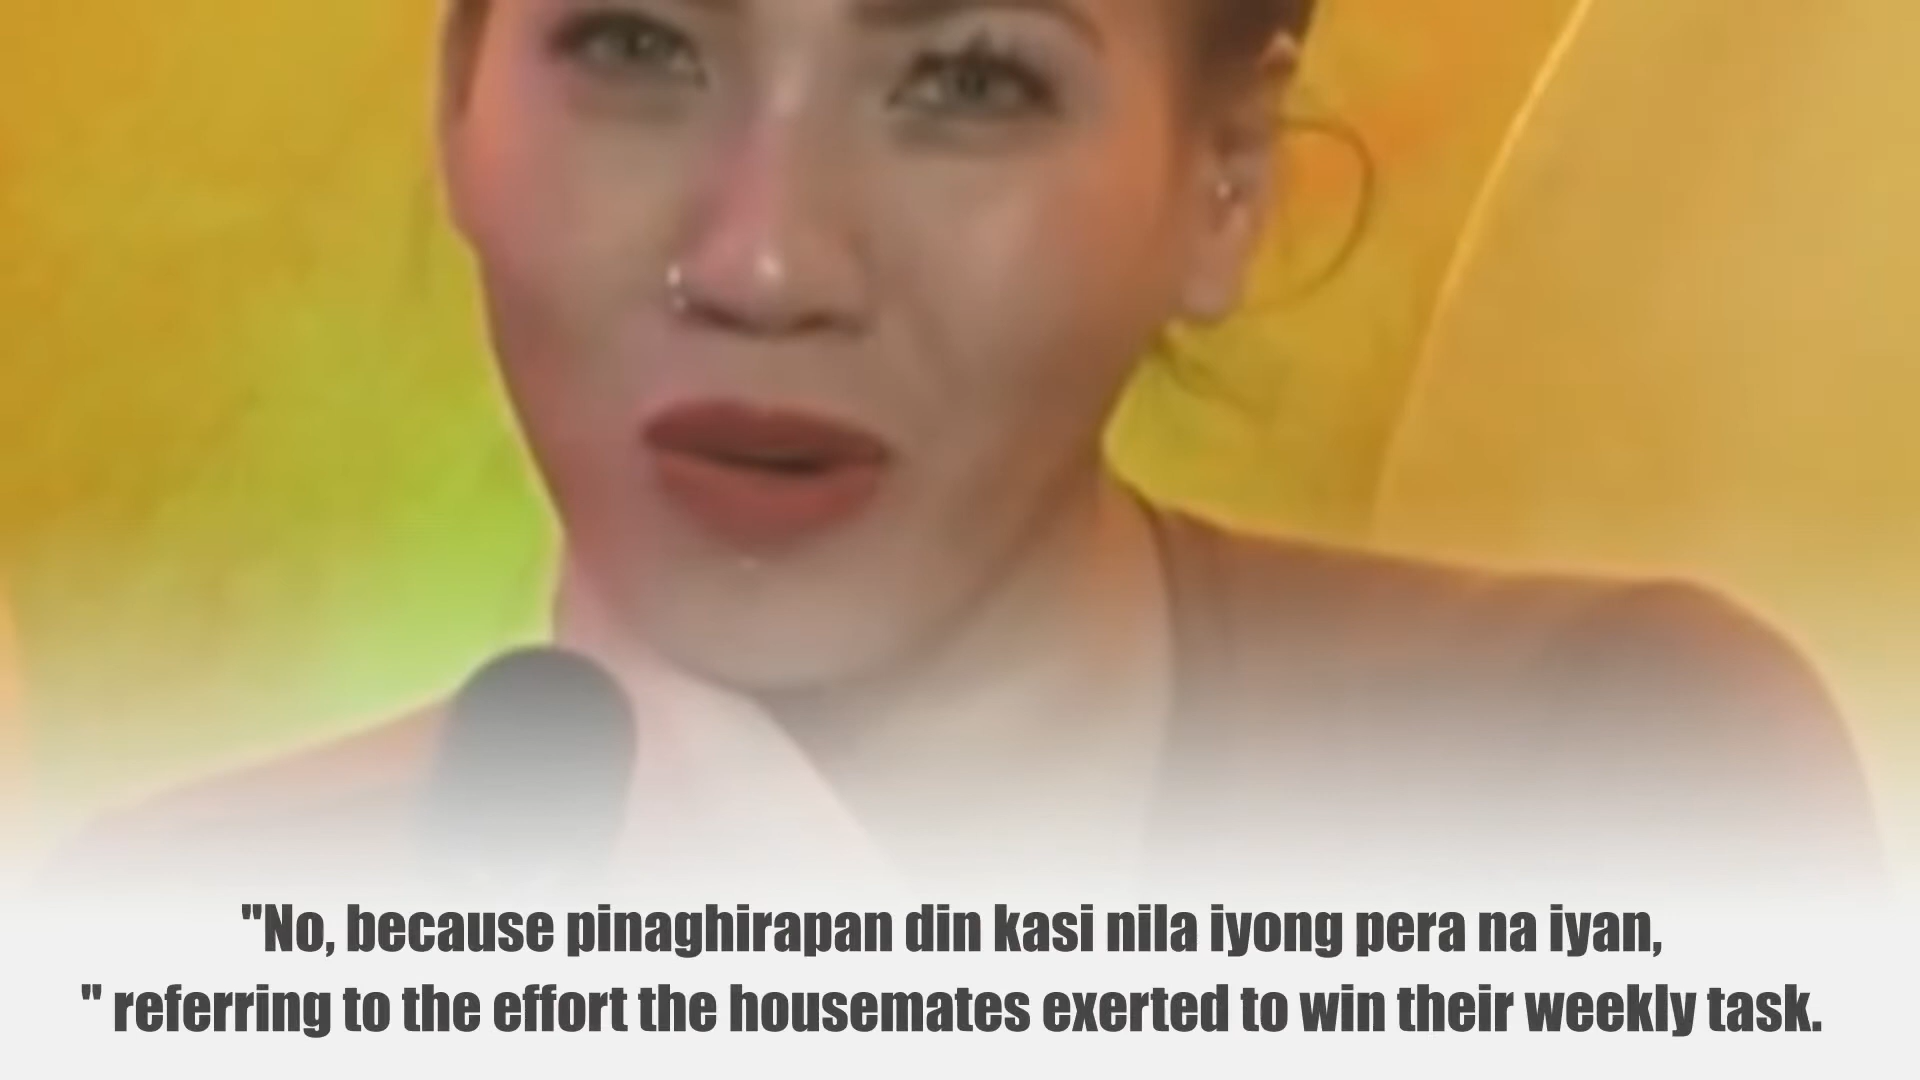 "No, because pinaghirapan din kasi nila iyong pera na iyan,
" referring to the effort the housemates exerted to win their weekly task.